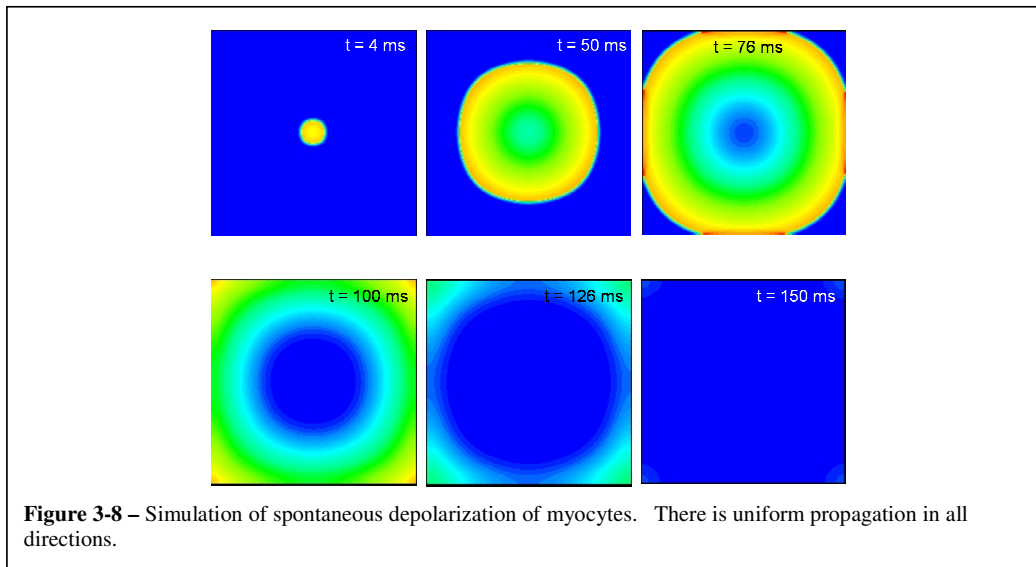 t = 4 ms
t = 50 ms
t = 76 ms
t = 100 ms
t = 126 ms
t = 150 ms
Figure 3-8 – Simulation of spontaneous depolarization of myocytes. There is uniform propagation in all
directions.